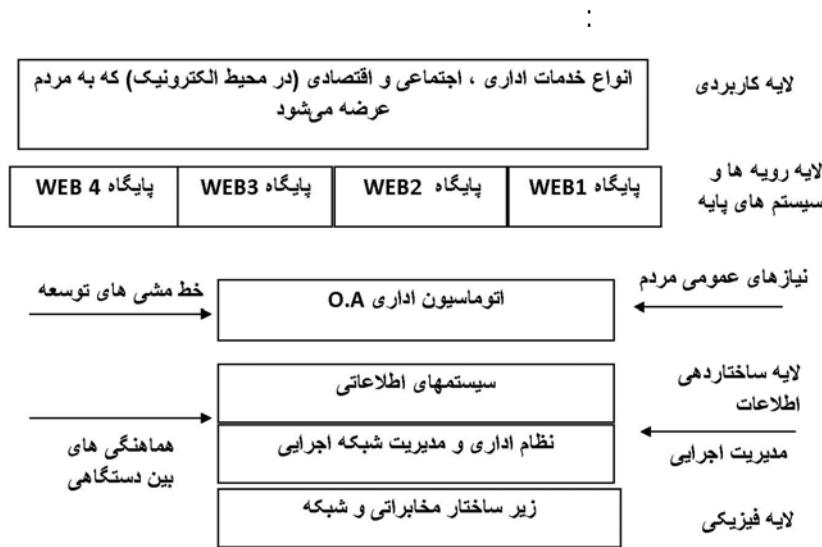 :
انواع خدمات اداری ، اجتماعی و اقتصادی (در محیط الکترونیک) که به مردم
عرضه می‌شود
لایه کاربردی
لایه رویه ها و
سیستم های پایه
پایگاه WEB1
پایگاه WEB2
پایگاه WEB3
پایگاه WEB 4
نیازهای عمومی مردم
اتوماسیون اداری O.A
خط مشی های توسعه
لایه ساختاردهی
اطلاعات
سیستمهای اطلاعاتی
مدیریت اجرایی
نظام اداری و مدیریت شبکه اجرایی
هماهنگی های
بین دستگاهی
لایه فیزیکی
زیر ساختار مخابراتی و شبکه